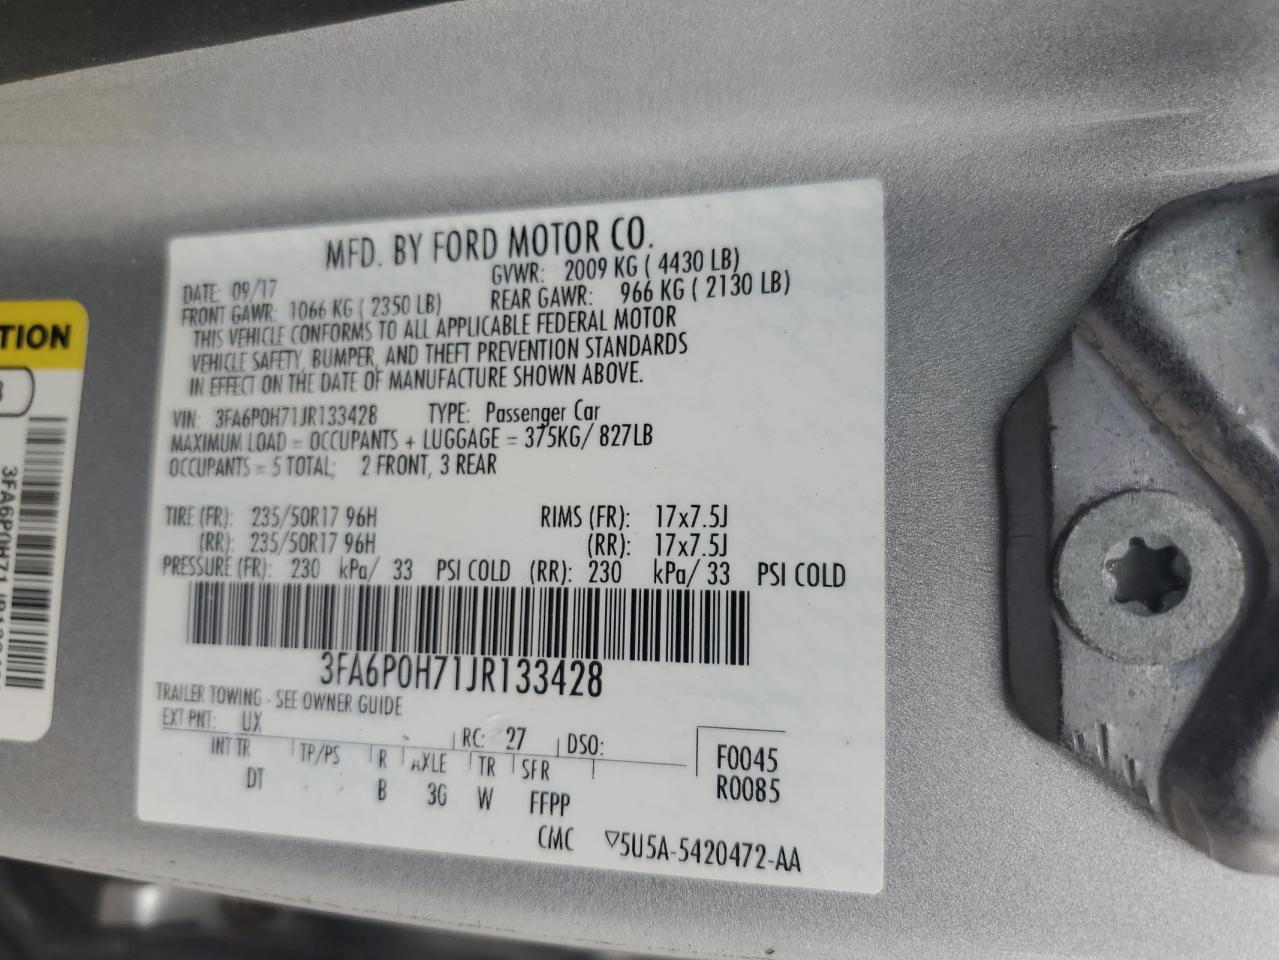 MFD. BY FORD MOTOR CO.
DATE: 09/17 GVWR: 2009 KG ( 4430 LB)
FRONT GAWR: 1066 KG ( 2350 LB) REAR GAWR: 966 KG ( 2130 LB)
THIS VEHICLE CONFORMS TO ALL APPLICABLE FEDERAL MOTOR
VEHICLE SAFETY, BUMPER, AND THEFT PREVENTION STANDARDS
IN EFFECT ON THE DATE OF MANUFACTURE SHOWN ABOVE.
VIN: 3FA6P0H71JR133428 TYPE: Passenger Car
MAXIMUM LOAD = OCCUPANTS + LUGGAGE = 375KG/ 827LB
OCCUPANTS = 5 TOTAL; 2 FRONT, 3 REAR
TIRE (FR): 235/50R17 96H RIMS (FR): 17x7.5J
(RR): 235/50R17 96H (RR): 17x7.5J
PRESSURE (FR): 230 kPa/ 33 PSI COLD (RR): 230 kPa/ 33 PSI COLD
3FA6P0H71JR133428
TRAILER TOWING - SEE OWNER GUIDE
EXT PNT: UX RC: 27 DSO: F0045
INT TR TP/PS R AXLE TR SFR R0085
DT B 3G W FFPP
CMC ▽5U5A-5420472-AA
TION
3FA6P0H71